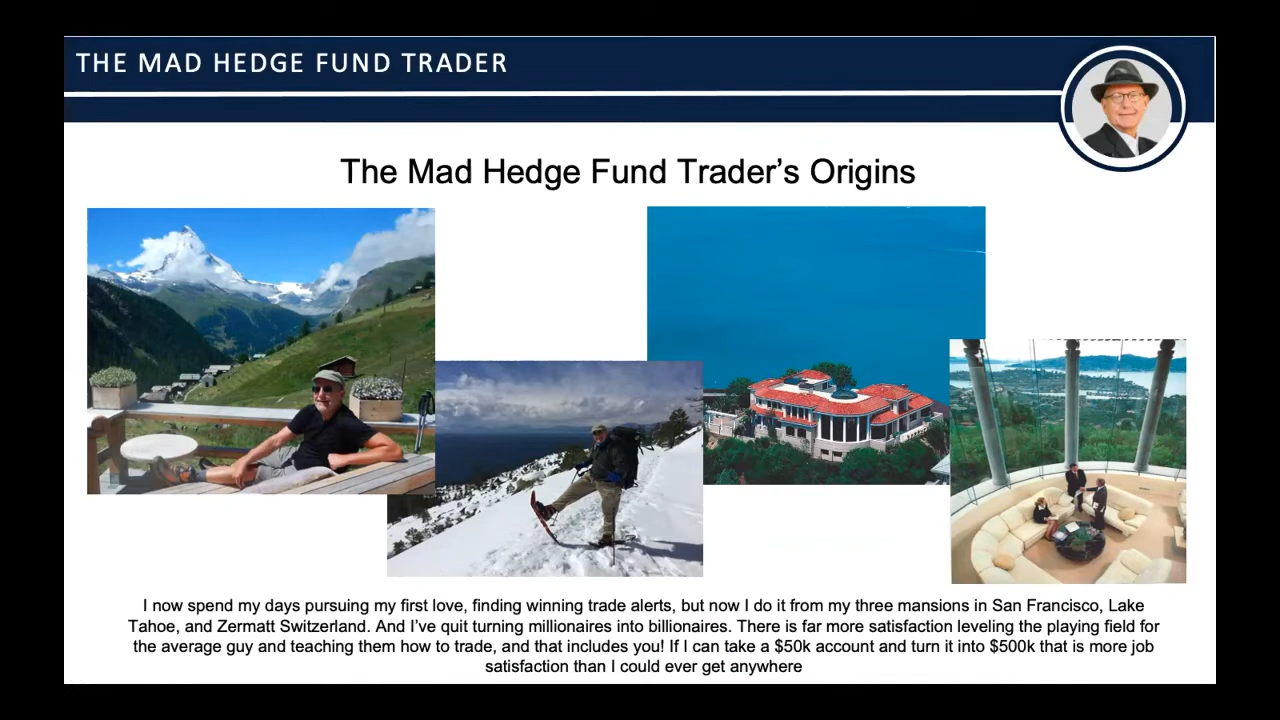 THE MAD HEDGE FUND TRADER
The Mad Hedge Fund Trader’s Origins
I now spend my days pursuing my first love, finding winning trade alerts, but now I do it from my three mansions in San Francisco, Lake
Tahoe, and Zermatt Switzerland. And I’ve quit turning millionaires into billionaires. There is far more satisfaction leveling the playing field for
the average guy and teaching them how to trade, and that includes you! If I can take a $50k account and turn it into $500k that is more job
satisfaction than I could ever get anywhere